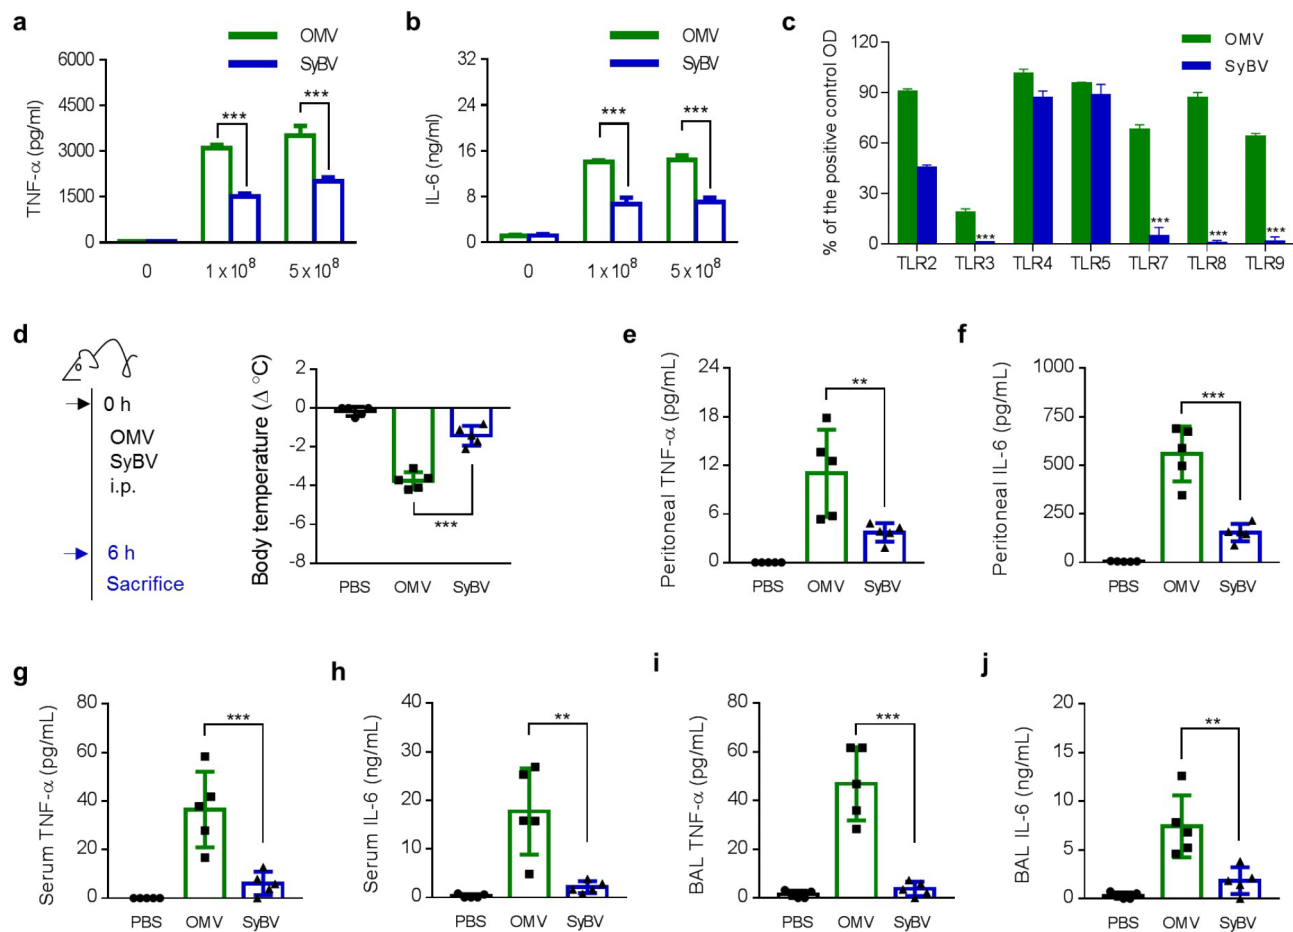 a
OMV
SyBV
TNF-α (pg/ml)
6000
4500
3000
1500
0
***
***
0
1 x 10⁸
5 x 10⁸
b
OMV
SyBV
IL-6 (ng/ml)
32
24
16
8
0
***
***
0
1 x 10⁸
5 x 10⁸
c
OMV
SyBV
% of the positive control OD
120
90
60
30
0
***
***
***
***
TLR2 TLR3 TLR4 TLR5 TLR7 TLR8 TLR9
d
0 h
OMV
SyBV
i.p.
6 h
Sacrifice
Body temperature (Δ °C)
2
0
-2
-4
-6
-8
***
PBS OMV SyBV
e
Peritoneal TNF-α (pg/mL)
24
18
12
6
0
**
PBS OMV SyBV
f
Peritoneal IL-6 (pg/mL)
1000
750
500
250
0
***
PBS OMV SyBV
g
Serum TNF-α (pg/mL)
80
60
40
20
0
***
PBS OMV SyBV
h
Serum IL-6 (ng/mL)
40
30
20
10
0
**
PBS OMV SyBV
i
BAL TNF-α (pg/mL)
80
60
40
20
0
***
PBS OMV SyBV
j
BAL IL-6 (ng/mL)
20
15
10
5
0
**
PBS OMV SyBV